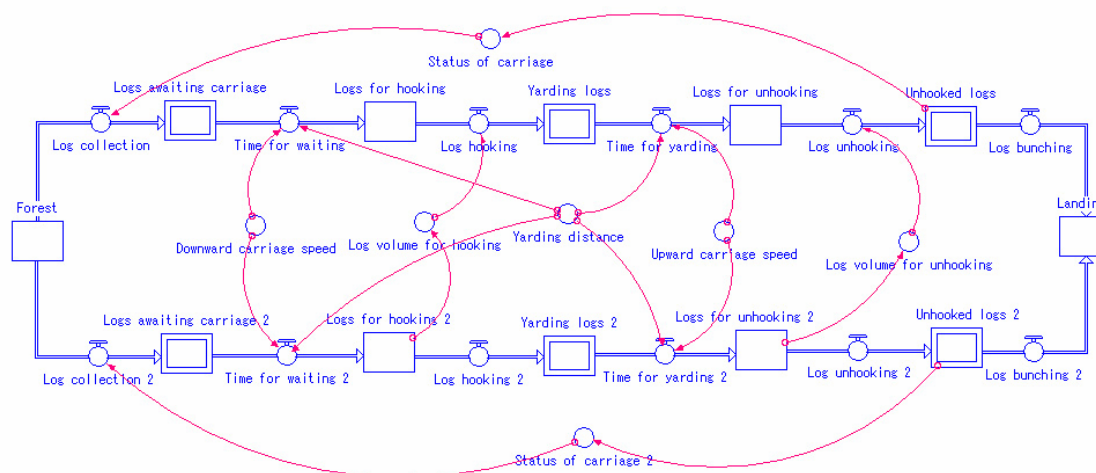 Status of carriage
Logs awaiting carriage
Logs for hooking
Yarding logs
Logs for unhooking
Unhooked logs
Log collection
Time for waiting
Log hooking
Time for yarding
Log unhooking
Log bunching
Forest
Landin
Downward carriage speed
Log volume for hooking
Yarding distance
Upward carriage speed
Log volume for unhooking
Logs awaiting carriage 2
Logs for hooking 2
Yarding logs 2
Logs for unhooking 2
Unhooked logs 2
Log collection 2
Time for waiting 2
Log hooking 2
Time for yarding 2
Log unhooking 2
Log bunching 2
Status of carriage 2